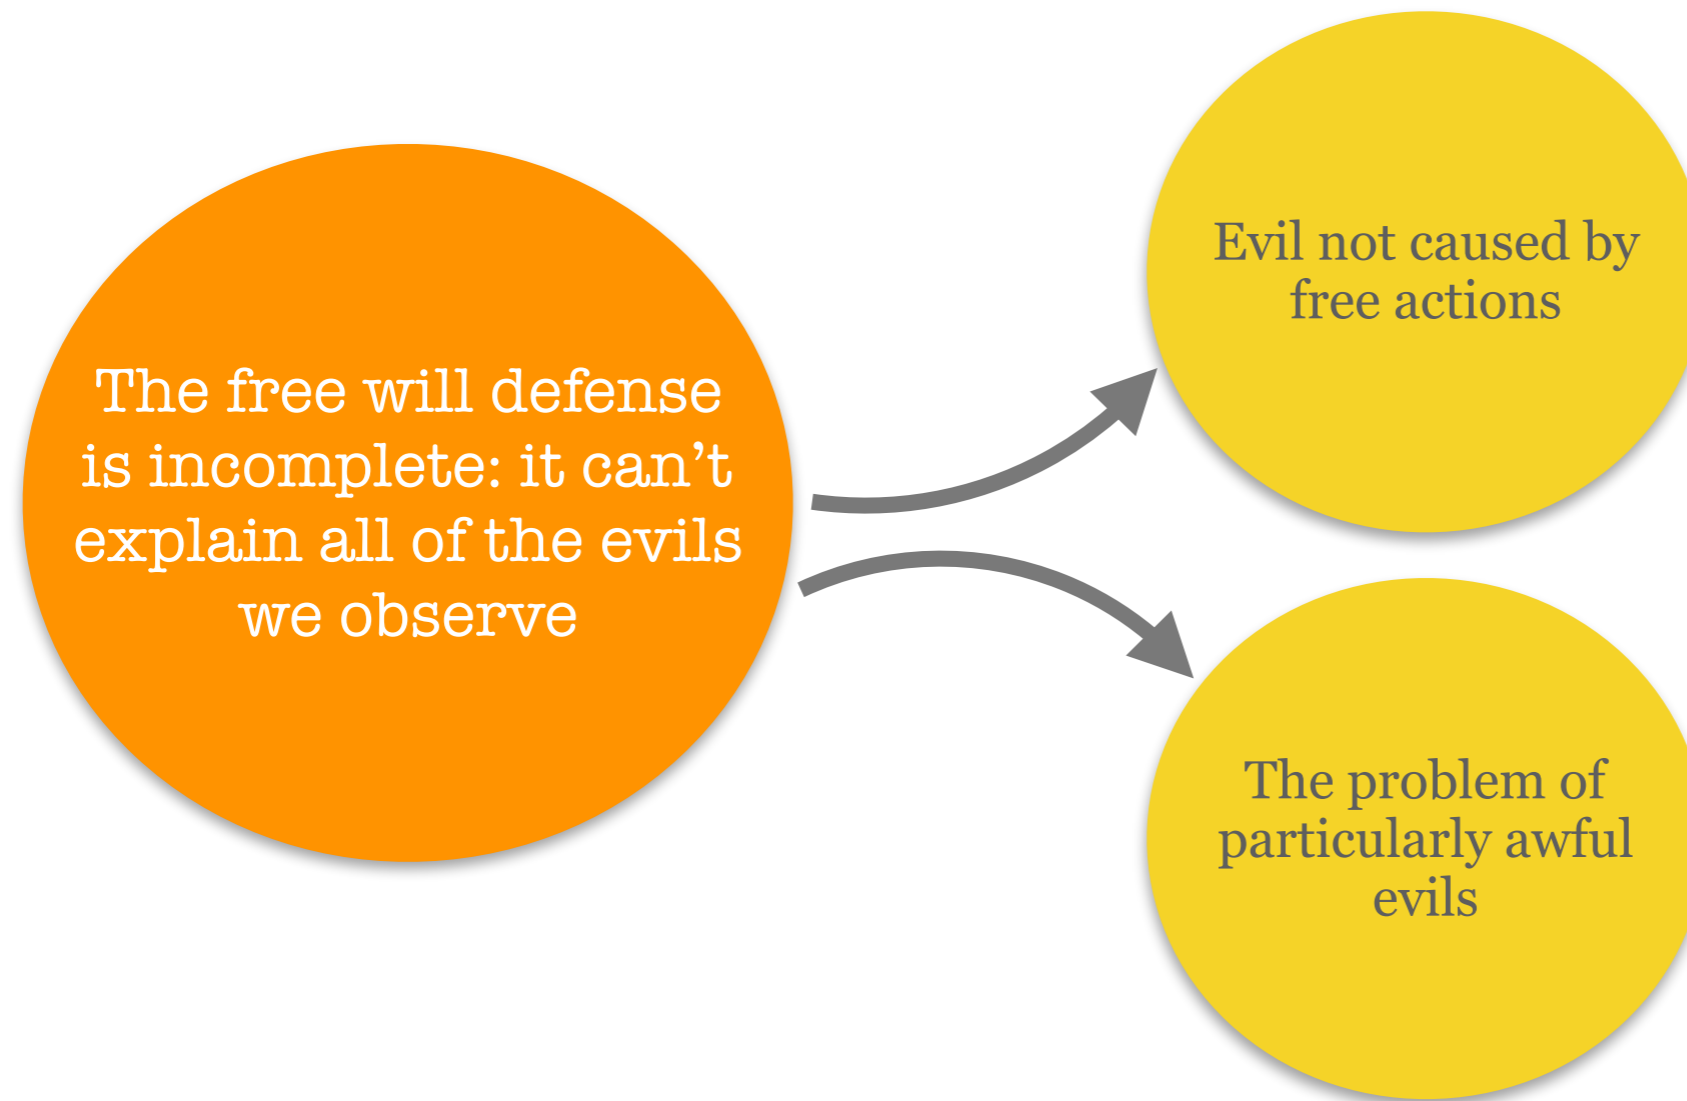 The free will defense
is incomplete: it can’t
explain all of the evils
we observe
Evil not caused by
free actions
The problem of
particularly awful
evils